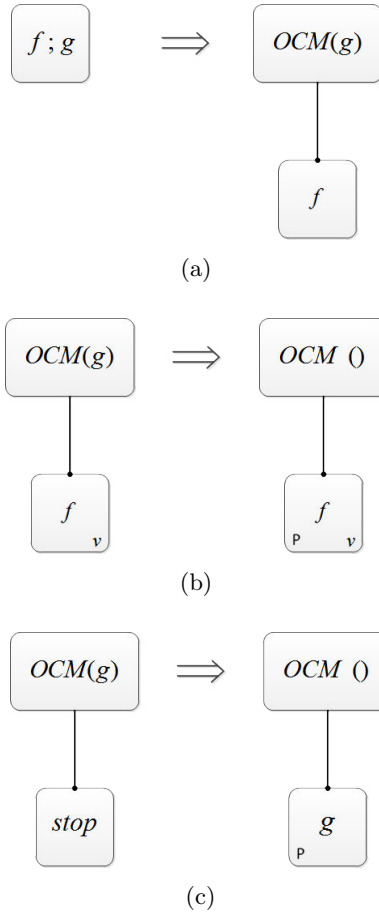 f ; g ⟹ OCM(g)
f
(a)
OCM(g) ⟹ OCM ()
f v P f v
(b)
OCM(g) ⟹ OCM ()
stop g
P
(c)